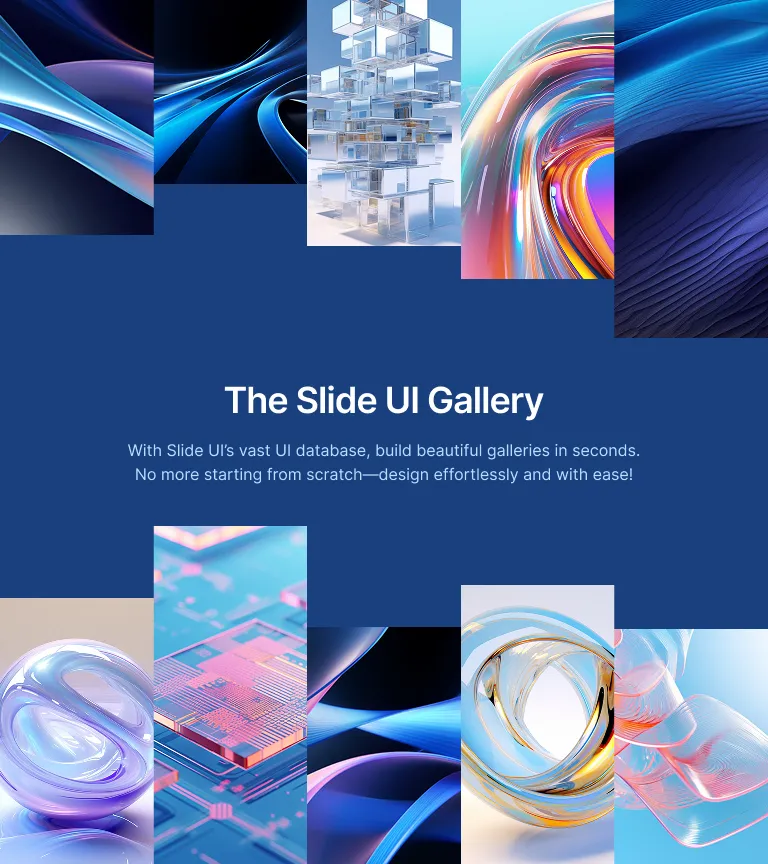 The Slide UI Gallery
With Slide UI’s vast UI database, build beautiful galleries in seconds.
No more starting from scratch—design effortlessly and with ease!